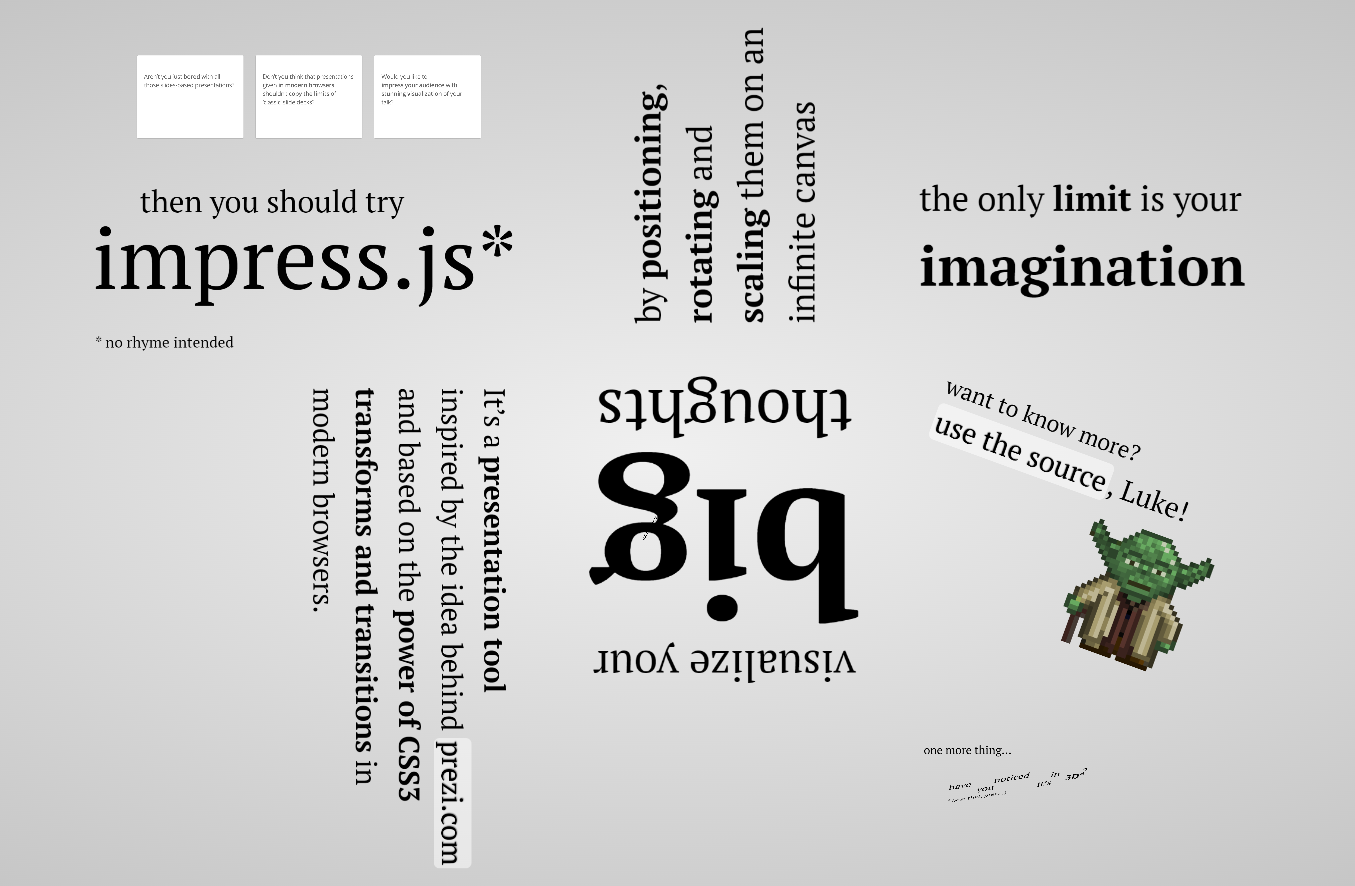 Aren't you just bored with all
those slides-based presentations?
Don't you think that presentations
given in modern browsers
shouldn't copy the limits of
'classic' slide decks?
Would you like to
impress your audience with
stunning visualization of your
talk?
then you should try
impress.js*
* no rhyme intended
It's a presentation tool
inspired by the idea behind prezi.com
and based on the power of CSS3
transforms and transitions in
modern browsers.
visualize your
big
thoughts
by positioning,
rotating and
scaling them on an
infinite canvas
the only limit is your
imagination
want to know more?
use the source, Luke!
one more thing...
have you noticed it's in 3D*?